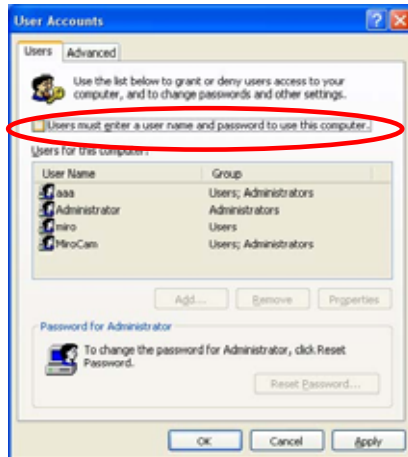 User Accounts
Users Advanced
Use the list below to grant or deny users access to your
computer, and to change passwords and other settings.
Users must enter a user name and password to use this computer.
Users for this computer:
User Name Group
aaa Users; Administrators
Administrator Administrators
miro Users
MiroCam Users; Administrators
Add... Remove Properties
Password for Administrator
To change the password for Administrator, click Reset
Password.
Reset Password...
OK Cancel Apply